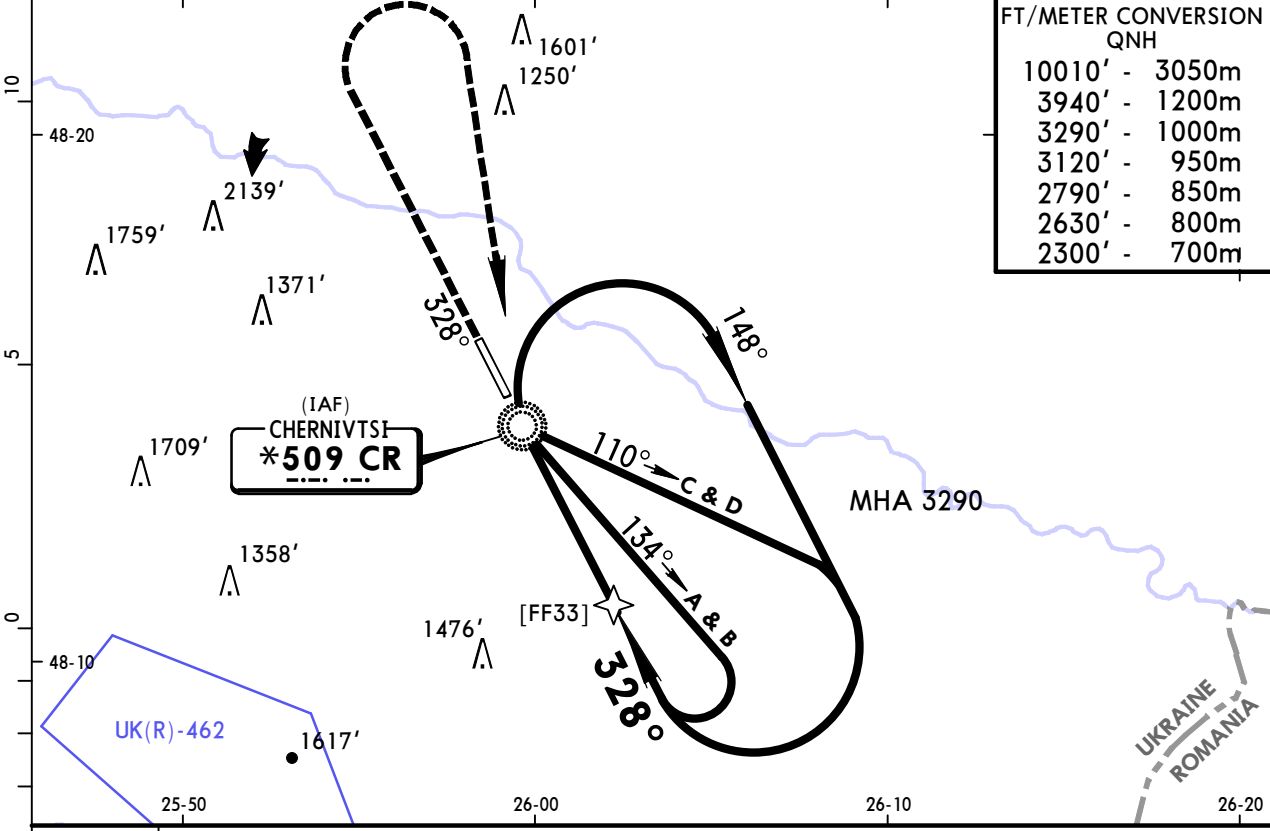 FT/METER CONVERSION
QNH
10010' - 3050m
3940' - 1200m
3290' - 1000m
3120' - 950m
2790' - 850m
2630' - 800m
2300' - 700m
1601'
1250'
10
48-20
2139'
1759'
1371'
328°
148°
5
(IAF)
CHERNIVTSI
*509 CR
1709'
110° C & D
MHA 3290
134° A & B
1358'
[FF33]
0
1476'
48-10
328°
UK(R)-462
1617'
UKRAINE
ROMANIA
25-50
26-00
26-10
26-20